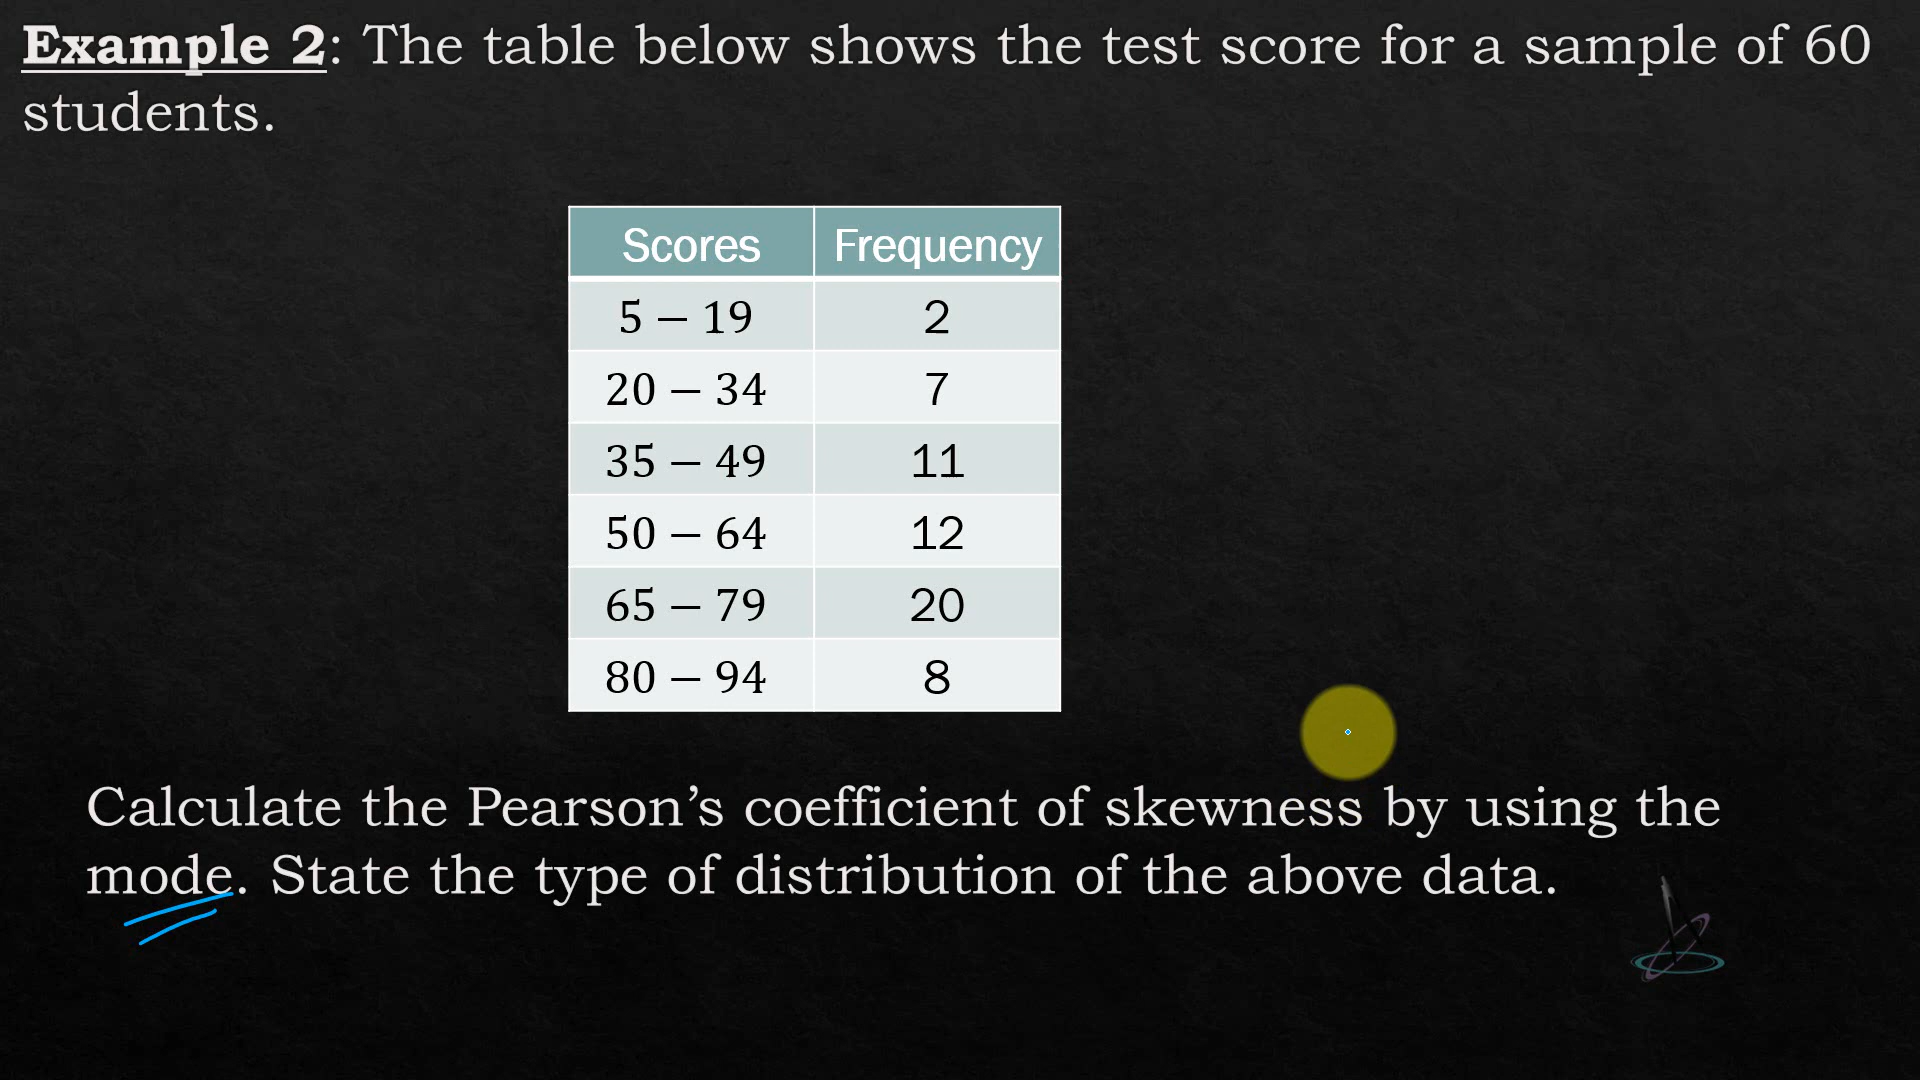 Example 2: The table below shows the test score for a sample of 60
students.
Scores Frequency
5 − 19 2
20 − 34 7
35 − 49 11
50 − 64 12
65 − 79 20
80 − 94 8
Calculate the Pearson’s coefficient of skewness by using the
mode. State the type of distribution of the above data.